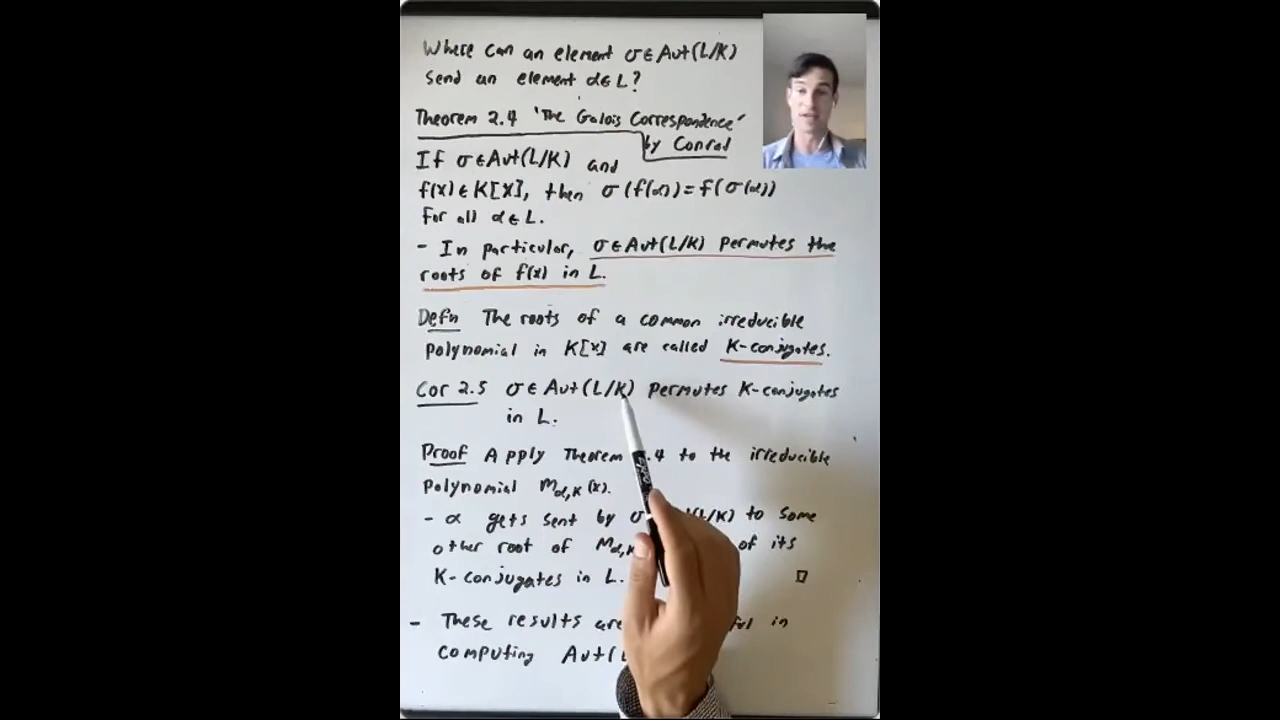 Where can an element σ∈Aut(L/K)
send an element α∈L?
Theorem 2.4 "The Galois Correspondence"
by Conrad
If σ∈Aut(L/K) and
f(x)∈K[X], then σ(f(α))=f(σ(α))
for all α∈L.
- In particular, σ∈Aut(L/K) permutes the
roots of f(x) in L.
Defn The roots of a common irreducible
polynomial in K[x] are called K-conjugates.
Cor 2.5 σ∈Aut(L/K) permutes K-conjugates
in L.
Proof Apply Theorem .4 to the irreducible
polynomial m_{α,K}(x).
- α gets sent by σ (L/K) to some
other root of m_{α,K} of its
K-conjugates in L. □
- These results are in
computing Aut(L